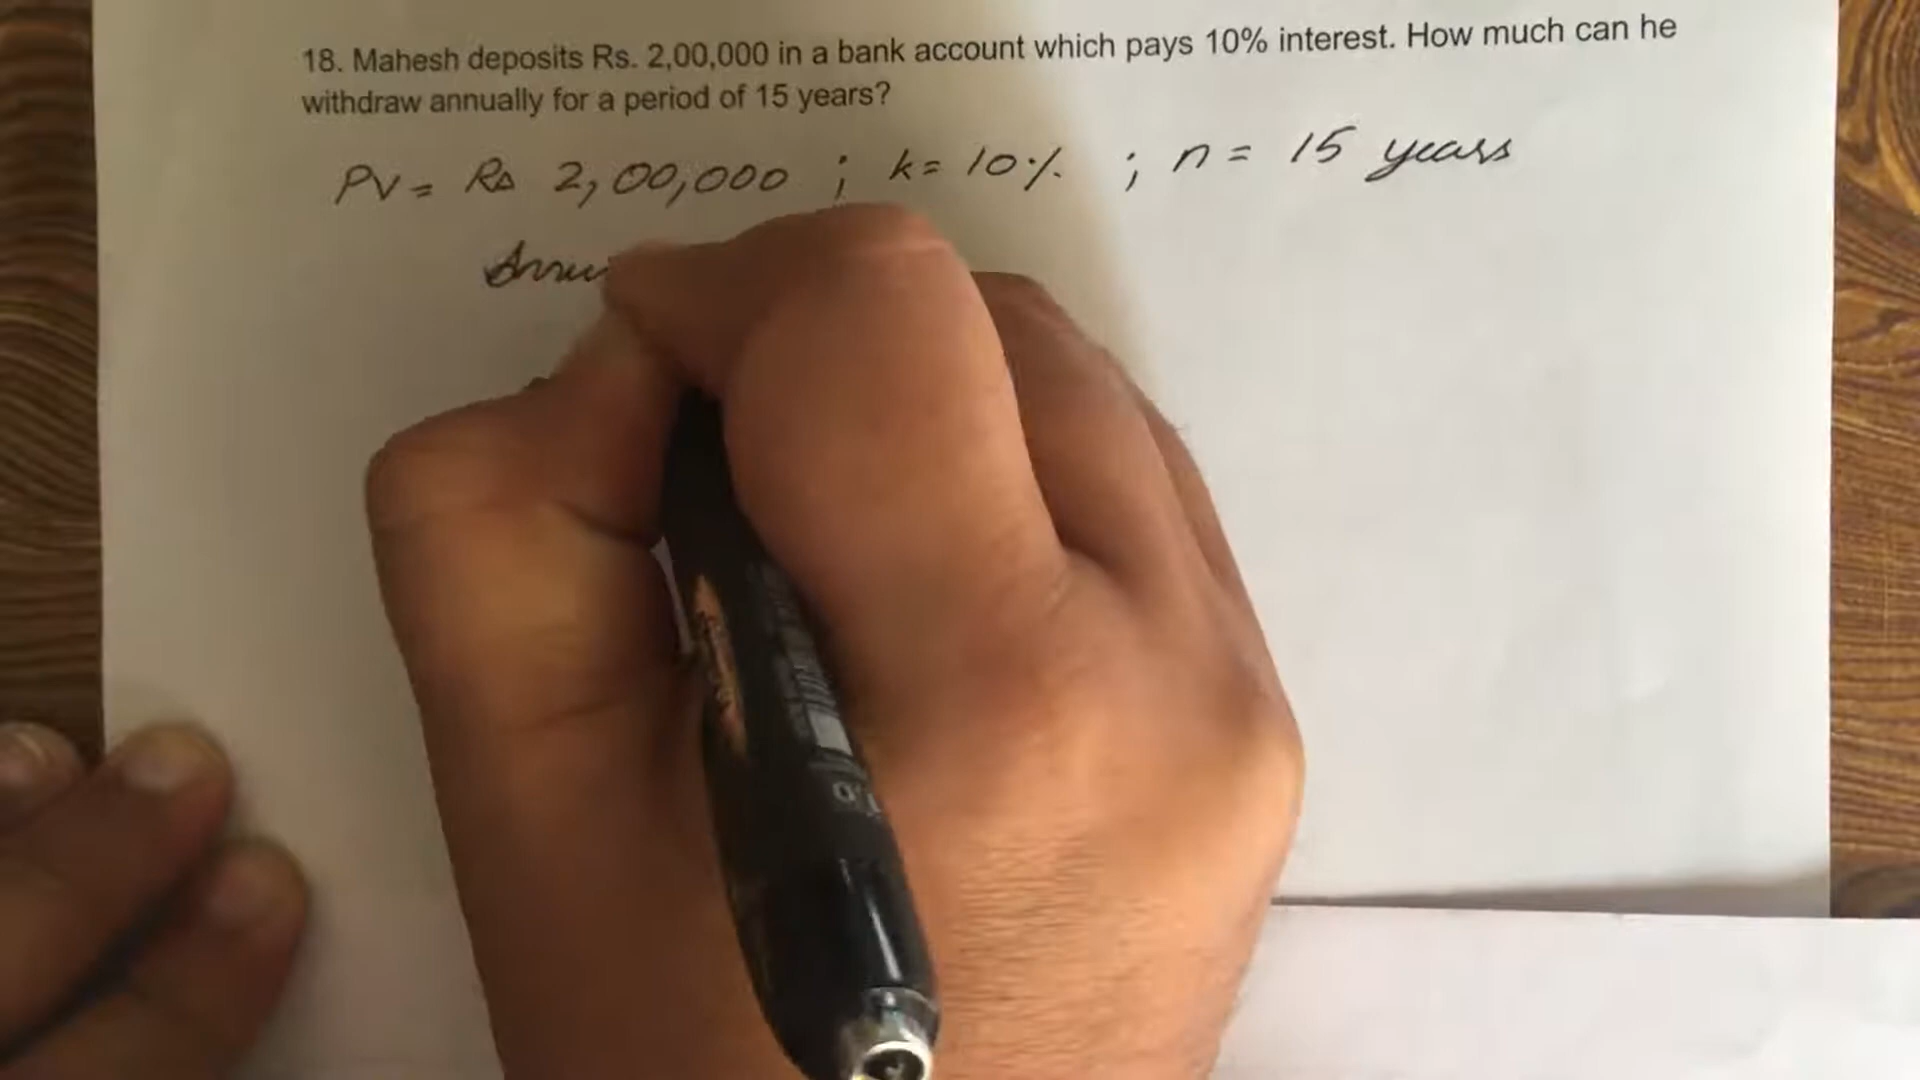 18. Mahesh deposits Rs. 2,00,000 in a bank account which pays 10% interest. How much can he
withdraw annually for a period of 15 years?
PV = Rs 2,00,000 ; k = 10% ; n = 15 years